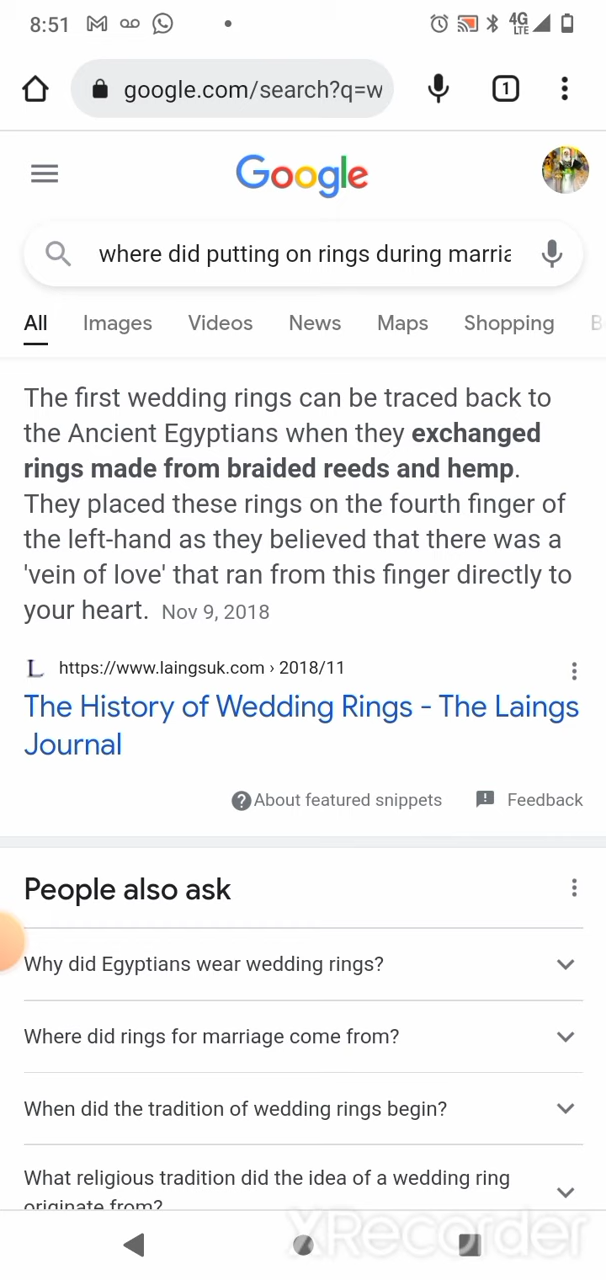 8:51
4G
LTE
google.com/search?q=w
1
Google
where did putting on rings during marria
All Images Videos News Maps Shopping B
The first wedding rings can be traced back to
the Ancient Egyptians when they exchanged
rings made from braided reeds and hemp.
They placed these rings on the fourth finger of
the left-hand as they believed that there was a
'vein of love' that ran from this finger directly to
your heart. Nov 9, 2018
L https://www.laingsuk.com › 2018/11
The History of Wedding Rings - The Laings
Journal
About featured snippets Feedback
People also ask
Why did Egyptians wear wedding rings?
Where did rings for marriage come from?
When did the tradition of wedding rings begin?
What religious tradition did the idea of a wedding ring
originate from?
XRecorder